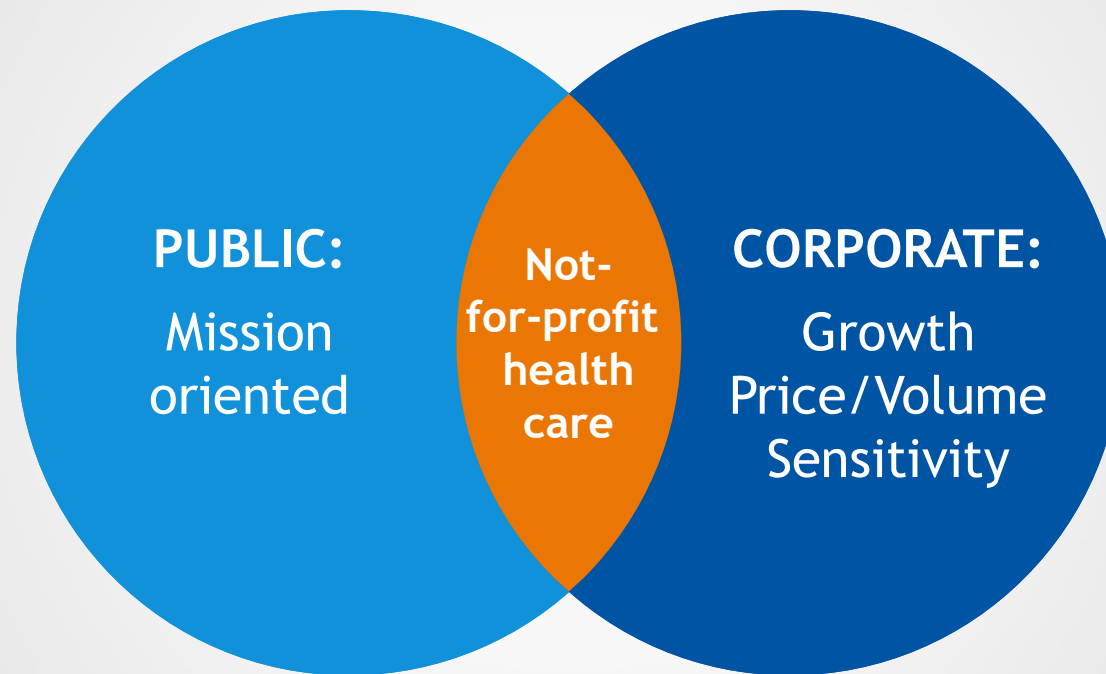 PUBLIC:
Mission
oriented
Not-
for-profit
health
care
CORPORATE:
Growth
Price/Volume
Sensitivity